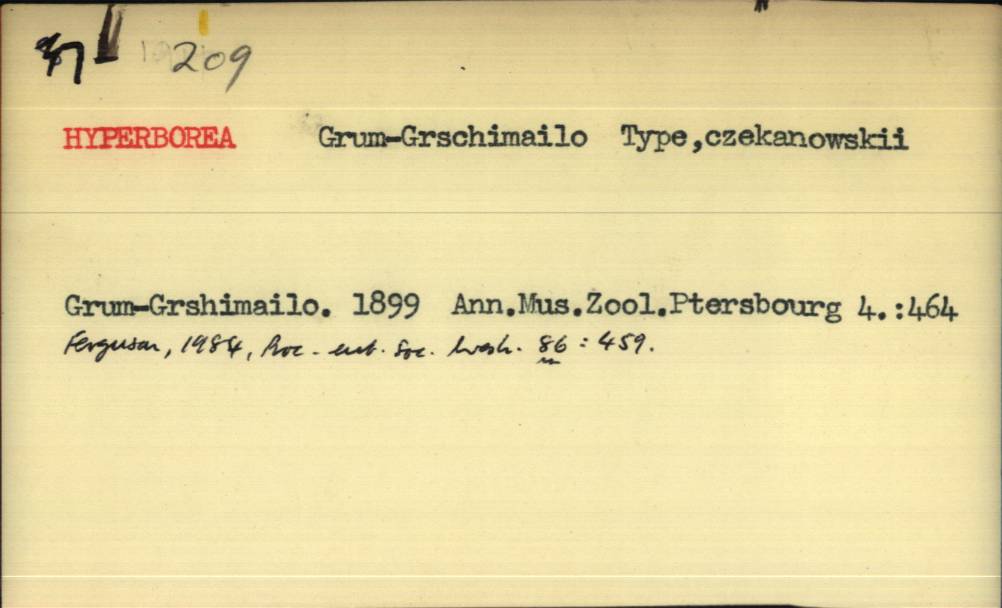 209
HYPERBOREA Grum-Grschimailo Type,czekanowskii
Grum-Grshimailo. 1899 Ann.Mus.Zool.Ptersbourg 4.:464
Ferguson, 1984, Proc. ent. Soc. Wash. 86 : 459.